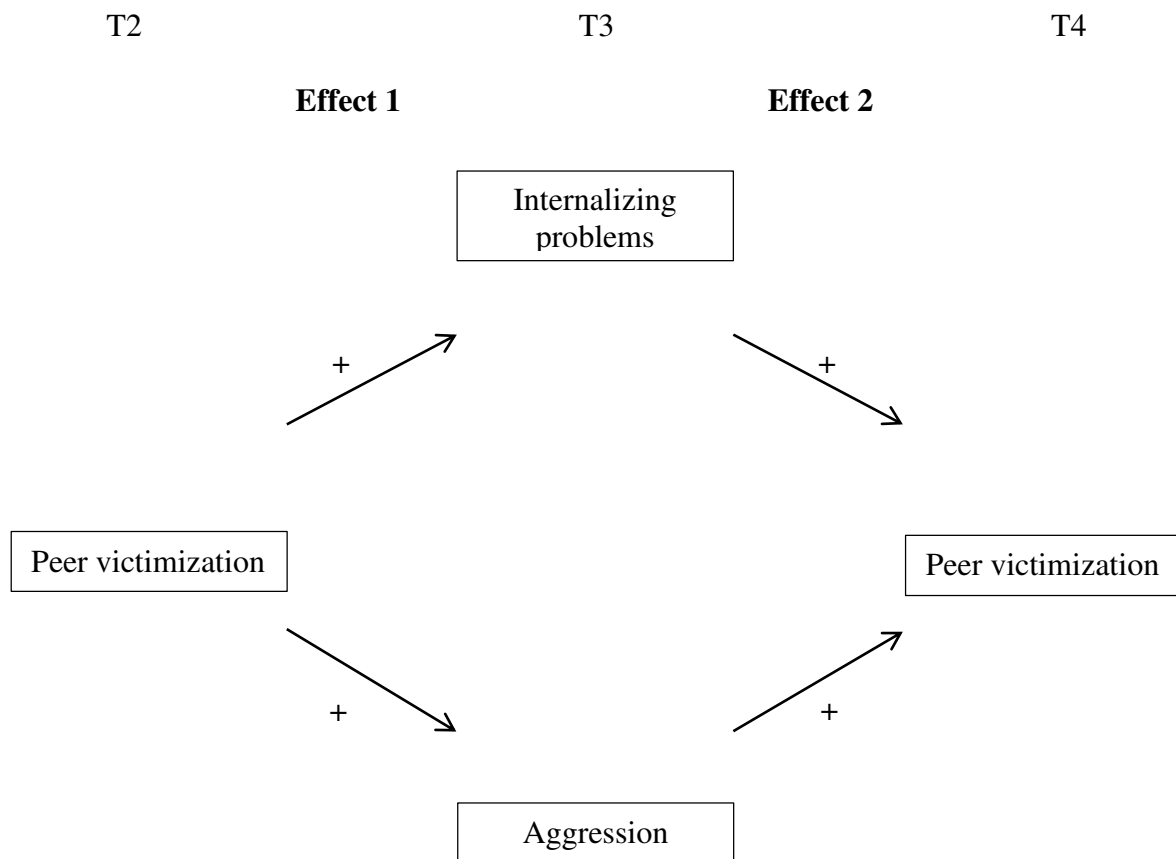 T2 T3 T4
Effect 1 Effect 2
Internalizing
problems
+ +
Peer victimization Peer victimization
+ +
Aggression